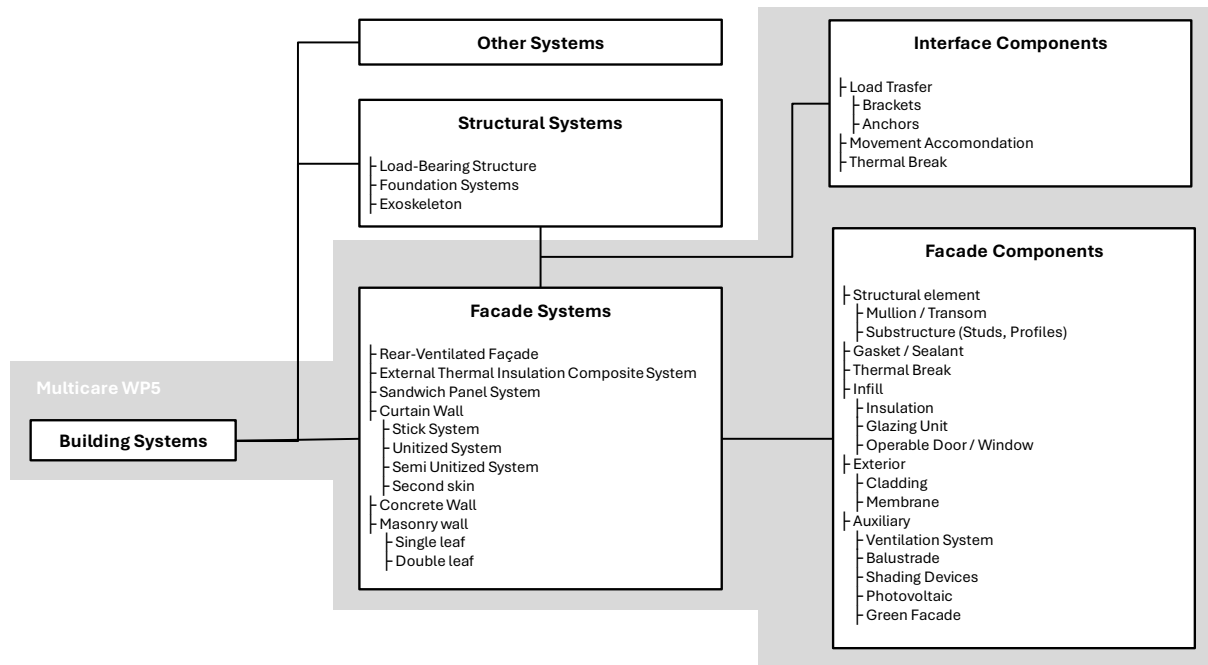 Other Systems
Structural Systems
Load-Bearing Structure
Foundation Systems
Exoskeleton
Multicare WP5
Building Systems
Facade Systems
Rear-Ventilated Façade
External Thermal Insulation Composite System
Sandwich Panel System
Curtain Wall
Stick System
Unitized System
Semi Unitized System
Second skin
Concrete Wall
Masonry wall
Single leaf
Double leaf
Interface Components
Load Trasfer
Brackets
Anchors
Movement Accomondation
Thermal Break
Facade Components
Structural element
Mullion / Transom
Substructure (Studs, Profiles)
Gasket / Sealant
Thermal Break
Infill
Insulation
Glazing Unit
Operable Door / Window
Exterior
Cladding
Membrane
Auxiliary
Ventilation System
Balustrade
Shading Devices
Photovoltaic
Green Facade